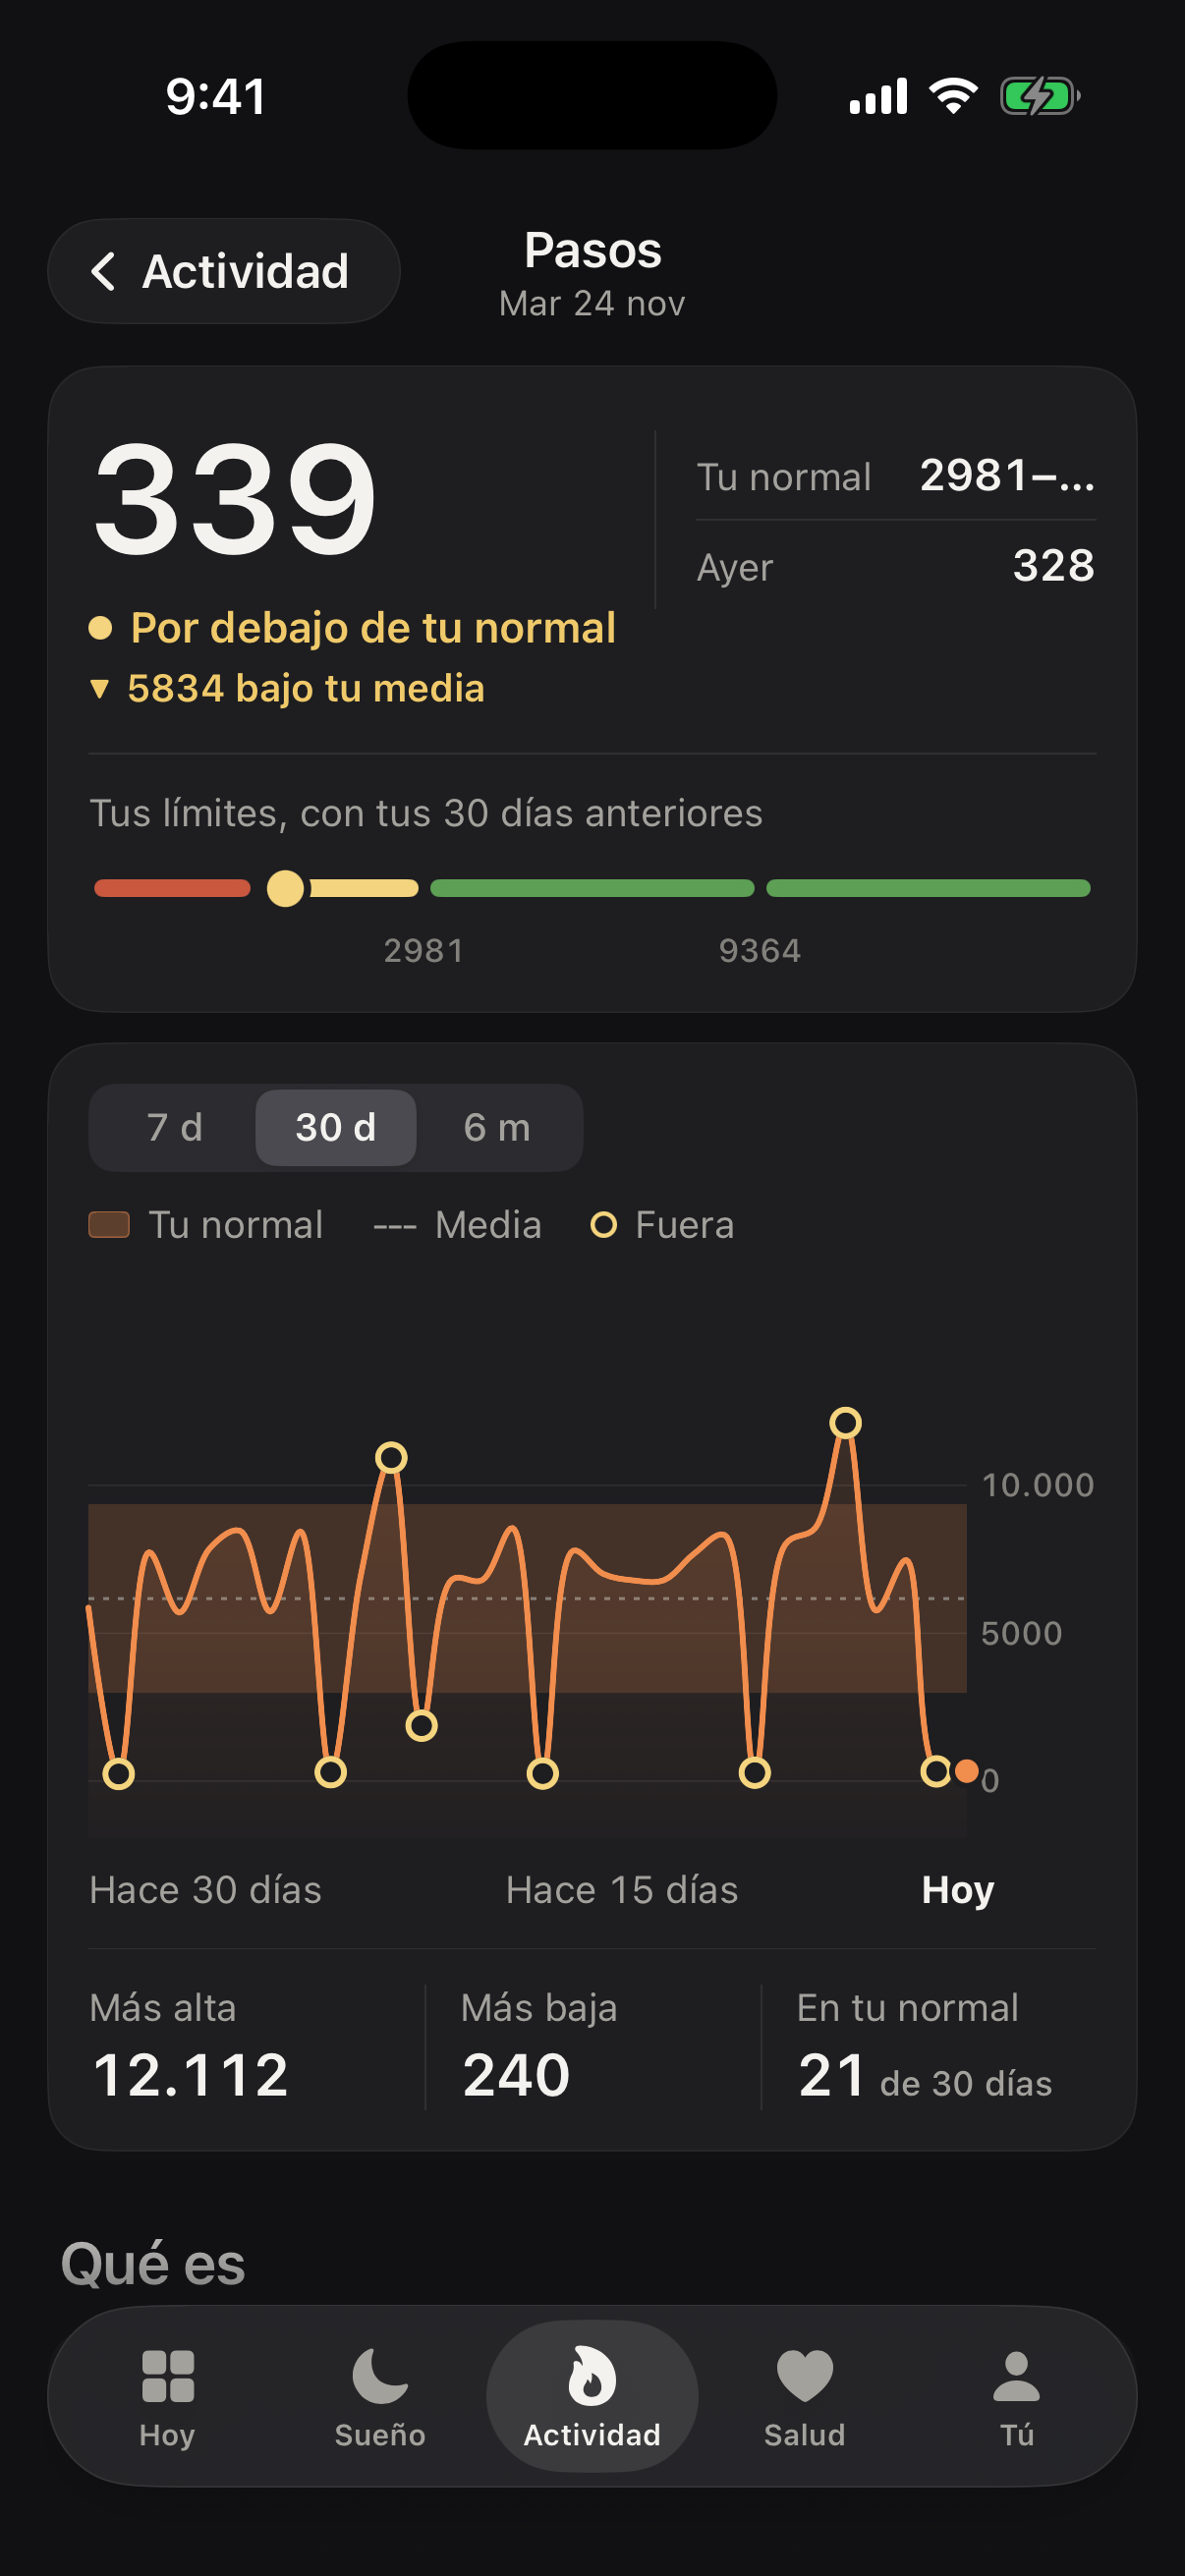 9:41
Actividad
Pasos
Mar 24 nov
339
Tu normal 2981–...
Ayer 328
Por debajo de tu normal
5834 bajo tu media
Tus límites, con tus 30 días anteriores
2981 9364
7 d 30 d 6 m
Tu normal --- Media Fuera
10.000
5000
0
Hace 30 días Hace 15 días Hoy
Más alta Más baja En tu normal
12.112 240 21 de 30 días
Qué es
Hoy Sueño Actividad Salud Tú